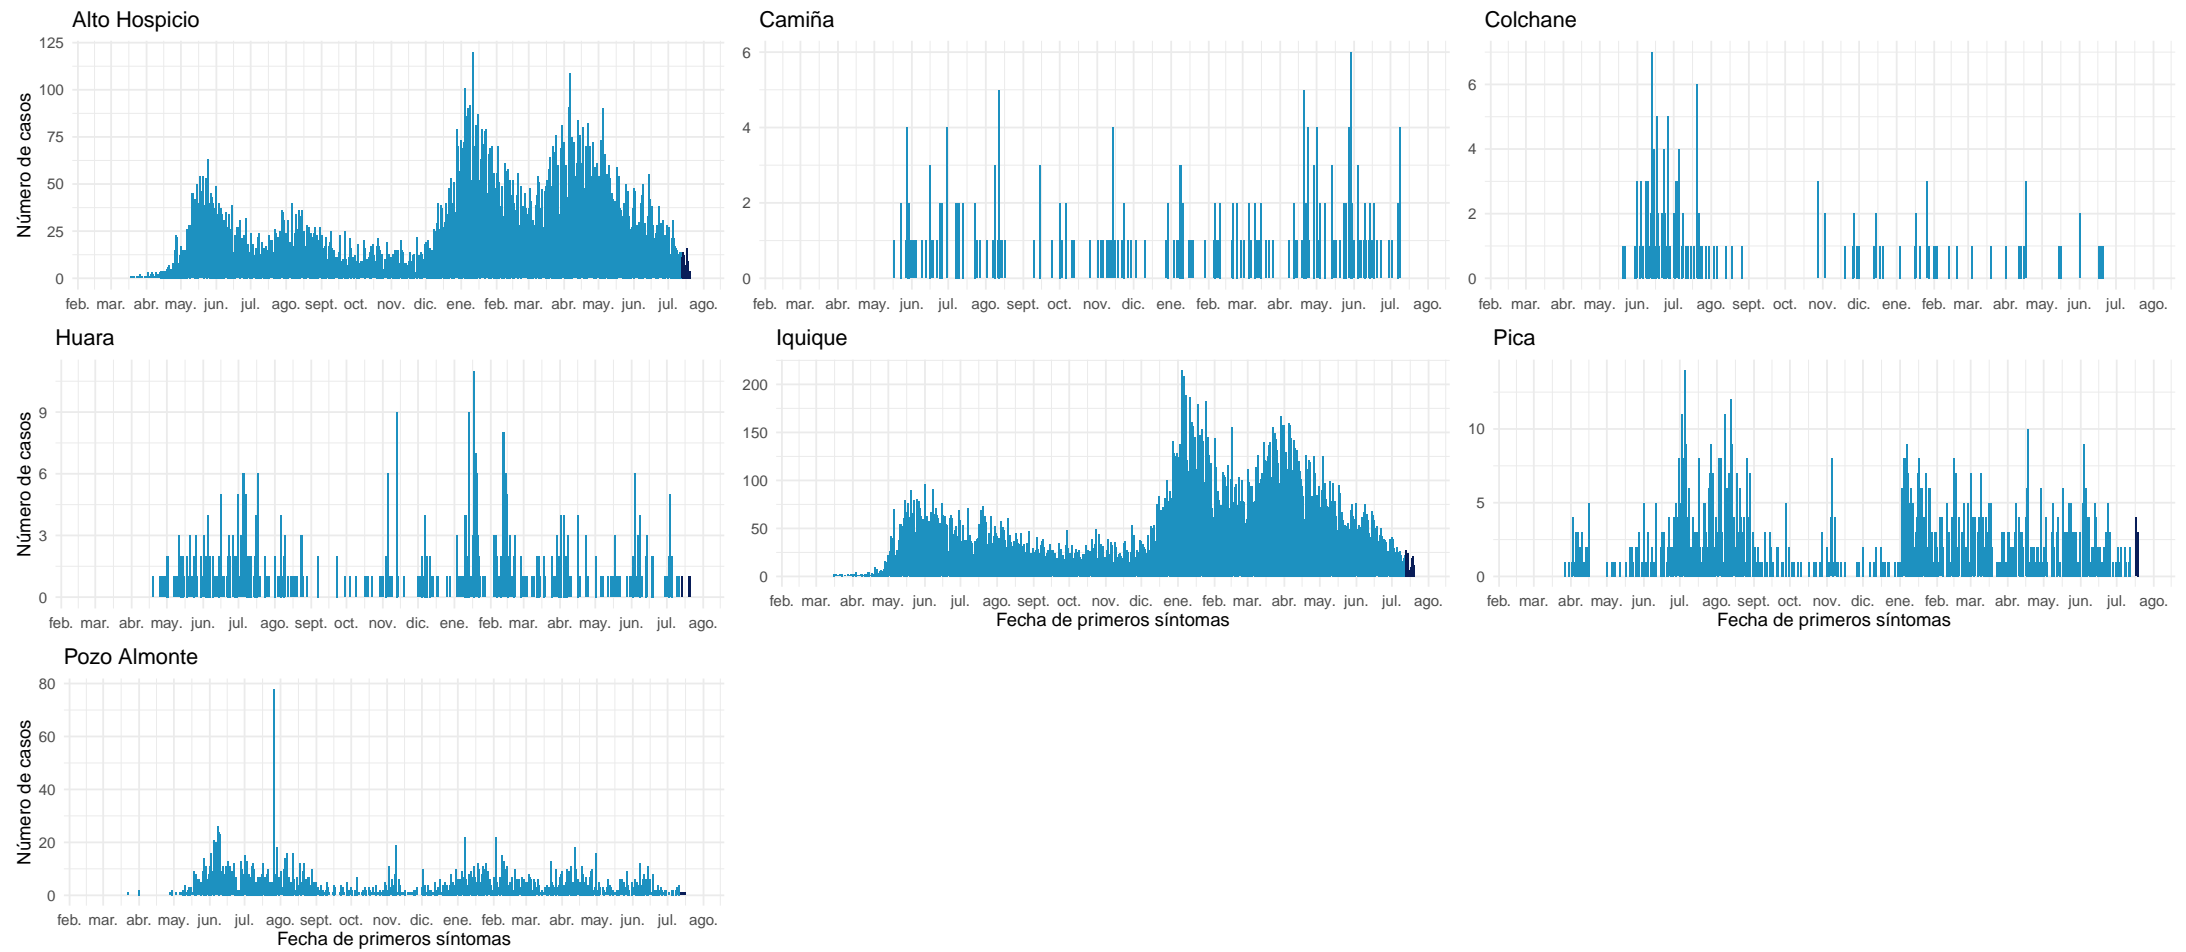 Alto Hospicio
Camiña
Colchane
Número de casos
125
100
75
50
25
0
feb. mar. abr. may. jun. jul. ago. sept. oct. nov. dic. ene. feb. mar. abr. may. jun. jul. ago.
6
4
2
0
feb. mar. abr. may. jun. jul. ago. sept. oct. nov. dic. ene. feb. mar. abr. may. jun. jul. ago.
6
4
2
0
feb. mar. abr. may. jun. jul. ago. sept. oct. nov. dic. ene. feb. mar. abr. may. jun. jul. ago.
Huara
Iquique
Pica
Número de casos
9
6
3
0
feb. mar. abr. may. jun. jul. ago. sept. oct. nov. dic. ene. feb. mar. abr. may. jun. jul. ago.
200
150
100
50
0
feb. mar. abr. may. jun. jul. ago. sept. oct. nov. dic. ene. feb. mar. abr. may. jun. jul. ago.
Fecha de primeros síntomas
10
5
0
feb. mar. abr. may. jun. jul. ago. sept. oct. nov. dic. ene. feb. mar. abr. may. jun. jul. ago.
Fecha de primeros síntomas
Pozo Almonte
Número de casos
80
60
40
20
0
feb. mar. abr. may. jun. jul. ago. sept. oct. nov. dic. ene. feb. mar. abr. may. jun. jul. ago.
Fecha de primeros síntomas